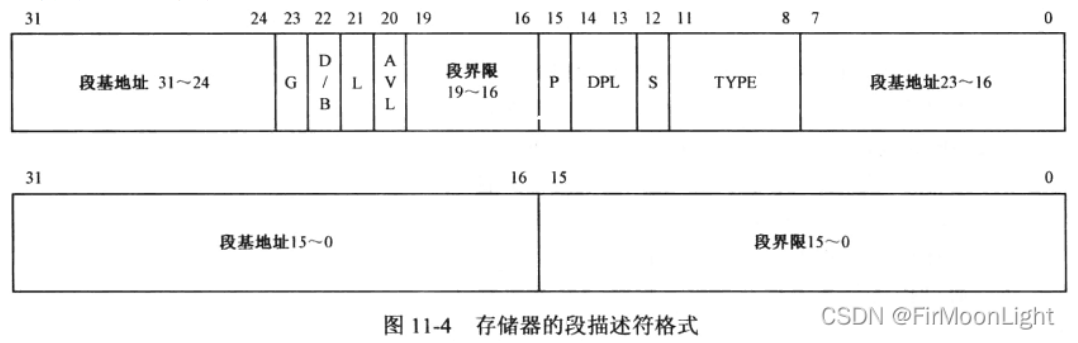 31 24 23 22 21 20 19 16 15 14 13 12 11 8 7 0
段基地址 31～24 G D/B L AVL 段界限 19～16 P DPL S TYPE 段基地址23～16
31 16 15 0
段基地址15～0 段界限15～0
图 11-4 存储器的段描述符格式
CSDN @FirMoonLight